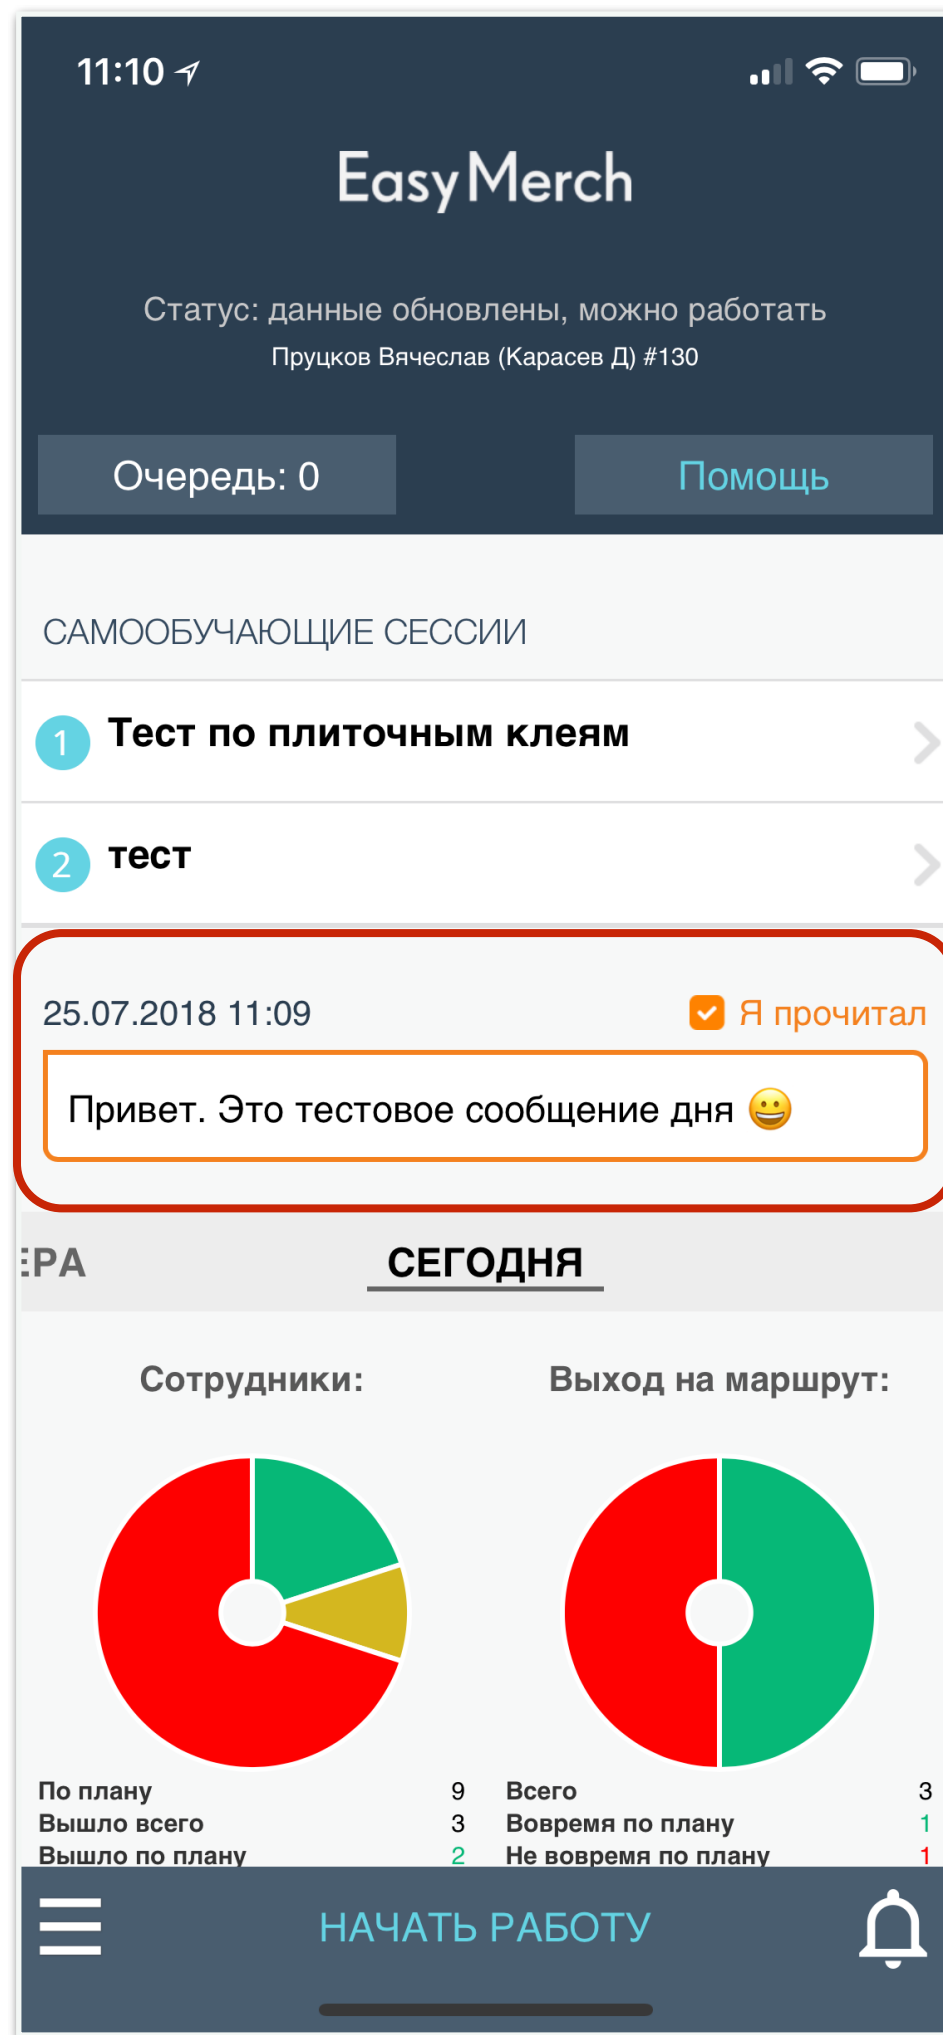 11:10
EasyMerch
Статус: данные обновлены, можно работать
Пруцков Вячеслав (Карасев Д) #130
Очередь: 0
Помощь
САМООБУЧАЮЩИЕ СЕССИИ
1 Тест по плиточным клеям
2 тест
25.07.2018 11:09
Я прочитал
Привет. Это тестовое сообщение дня 😀
ЕРА
СЕГОДНЯ
Сотрудники:
Выход на маршрут:
По плану 9
Вышло всего 3
Вышло по плану 2
Всего 3
Вовремя по плану 1
Не вовремя по плану 1
НАЧАТЬ РАБОТУ